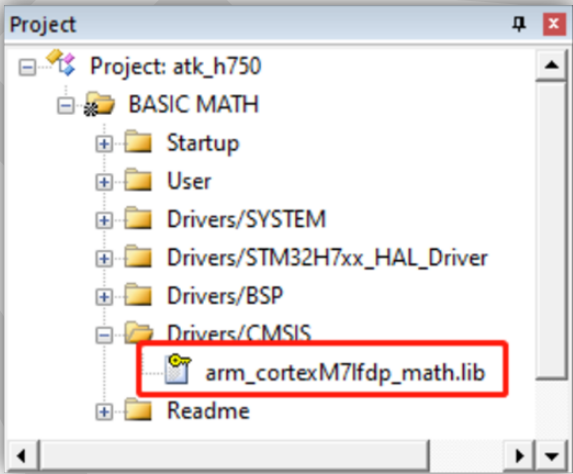 Project
Project: atk_h750
BASIC MATH
Startup
User
Drivers/SYSTEM
Drivers/STM32H7xx_HAL_Driver
Drivers/BSP
Drivers/CMSIS
arm_cortexM7lfdp_math.lib
Readme